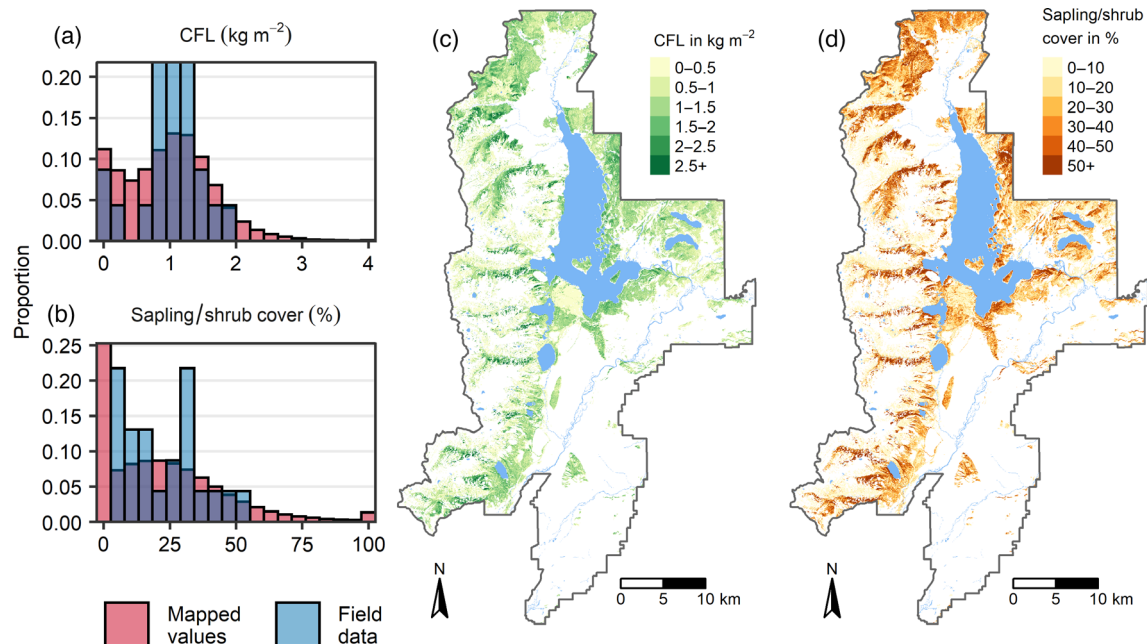 (a)
CFL (kg m⁻²)
0.20
0.15
0.10
0.05
0.00
0 1 2 3 4
Proportion
(b)
Sapling/shrub cover (%)
0.25
0.20
0.15
0.10
0.05
0.00
0 25 50 75 100
Mapped
values
Field
data
(c)
CFL in kg m⁻²
0–0.5
0.5–1
1–1.5
1.5–2
2–2.5
2.5+
N
0 5 10 km
(d)
Sapling/shrub
cover in %
0–10
10–20
20–30
30–40
40–50
50+
N
0 5 10 km